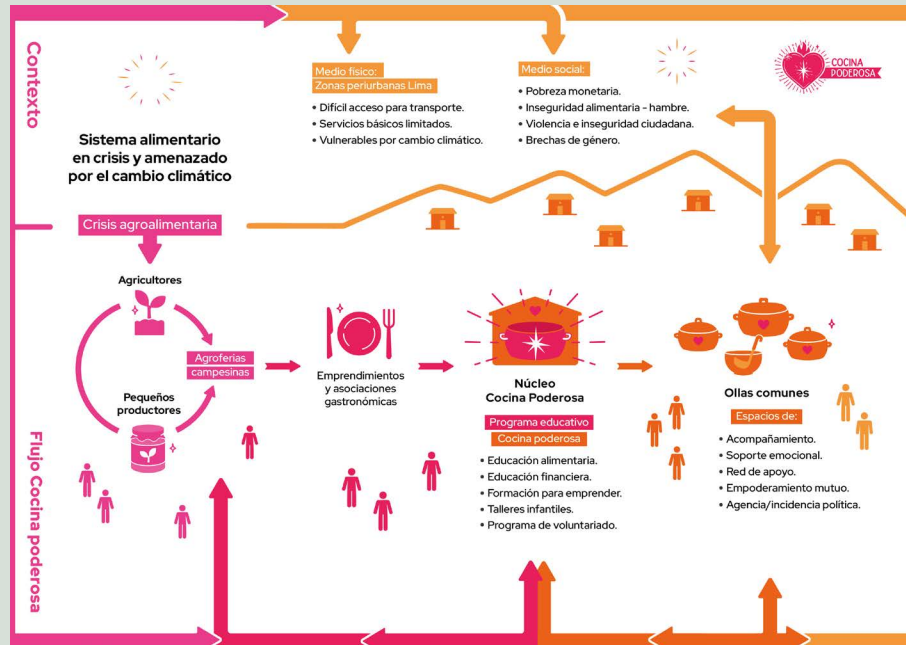 Contexto
Sistema alimentario
en crisis y amenazado
por el cambio climático
Medio físico:
Zonas periurbanas Lima
• Difícil acceso para transporte.
• Servicios básicos limitados.
• Vulnerables por cambio climático.
Medio social:
• Pobreza monetaria.
• Inseguridad alimentaria - hambre.
• Violencia e inseguridad ciudadana.
• Brechas de género.
COCINA
PODEROSA
Crisis agroalimentaria
Flujo Cocina poderosa
Agricultores
Agroferias
campesinas
Pequeños
productores
Emprendimientos
y asociaciones
gastronómicas
Núcleo
Cocina Poderosa
Programa educativo
Cocina poderosa
• Educación alimentaria.
• Educación financiera.
• Formación para emprender.
• Talleres infantiles.
• Programa de voluntariado.
Ollas comunes
Espacios de:
• Acompañamiento.
• Soporte emocional.
• Red de apoyo.
• Empoderamiento mutuo.
• Agencia/incidencia política.